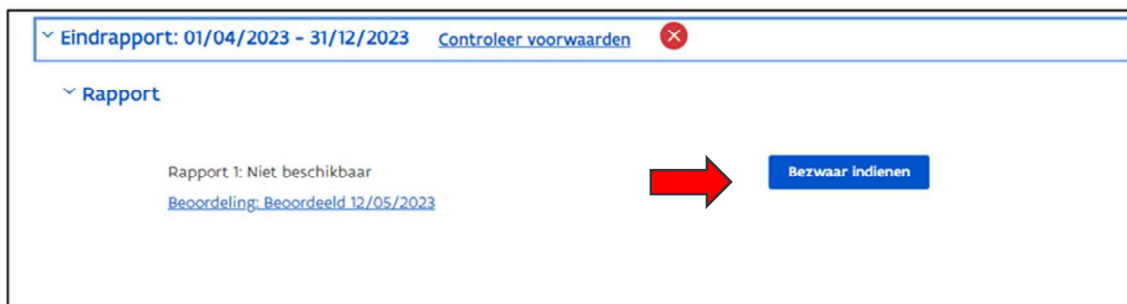 Eindrapport: 01/04/2023 - 31/12/2023 Controleer voorwaarden
Rapport
Rapport 1: Niet beschikbaar
Bezwaar indienen
Beoordeling: Beoordeeld 12/05/2023